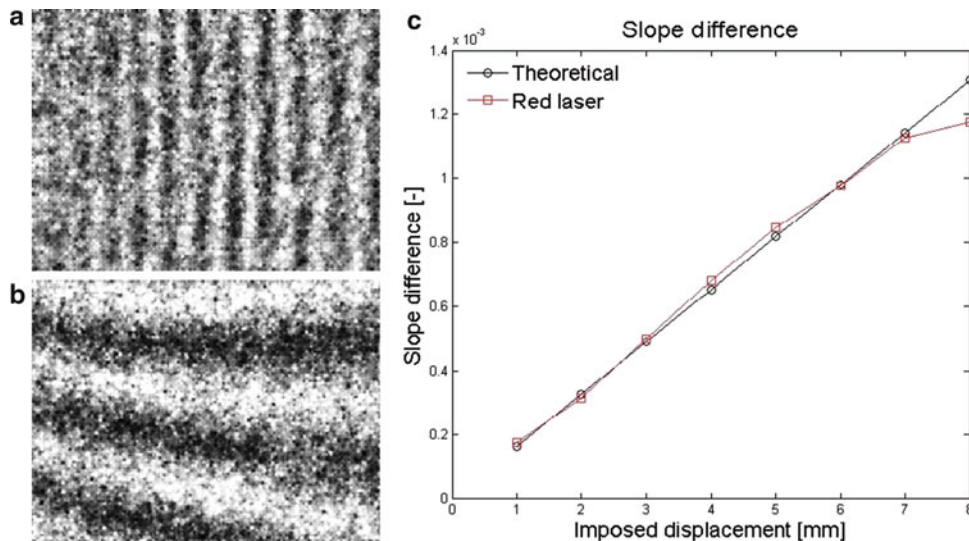 a
b
c
x 10⁻³
Slope difference
Theoretical
Red laser
1.4
1.2
1
0.8
0.6
0.4
0.2
0
Slope difference [-]
0 1 2 3 4 5 6 7 8
Imposed displacement [mm]